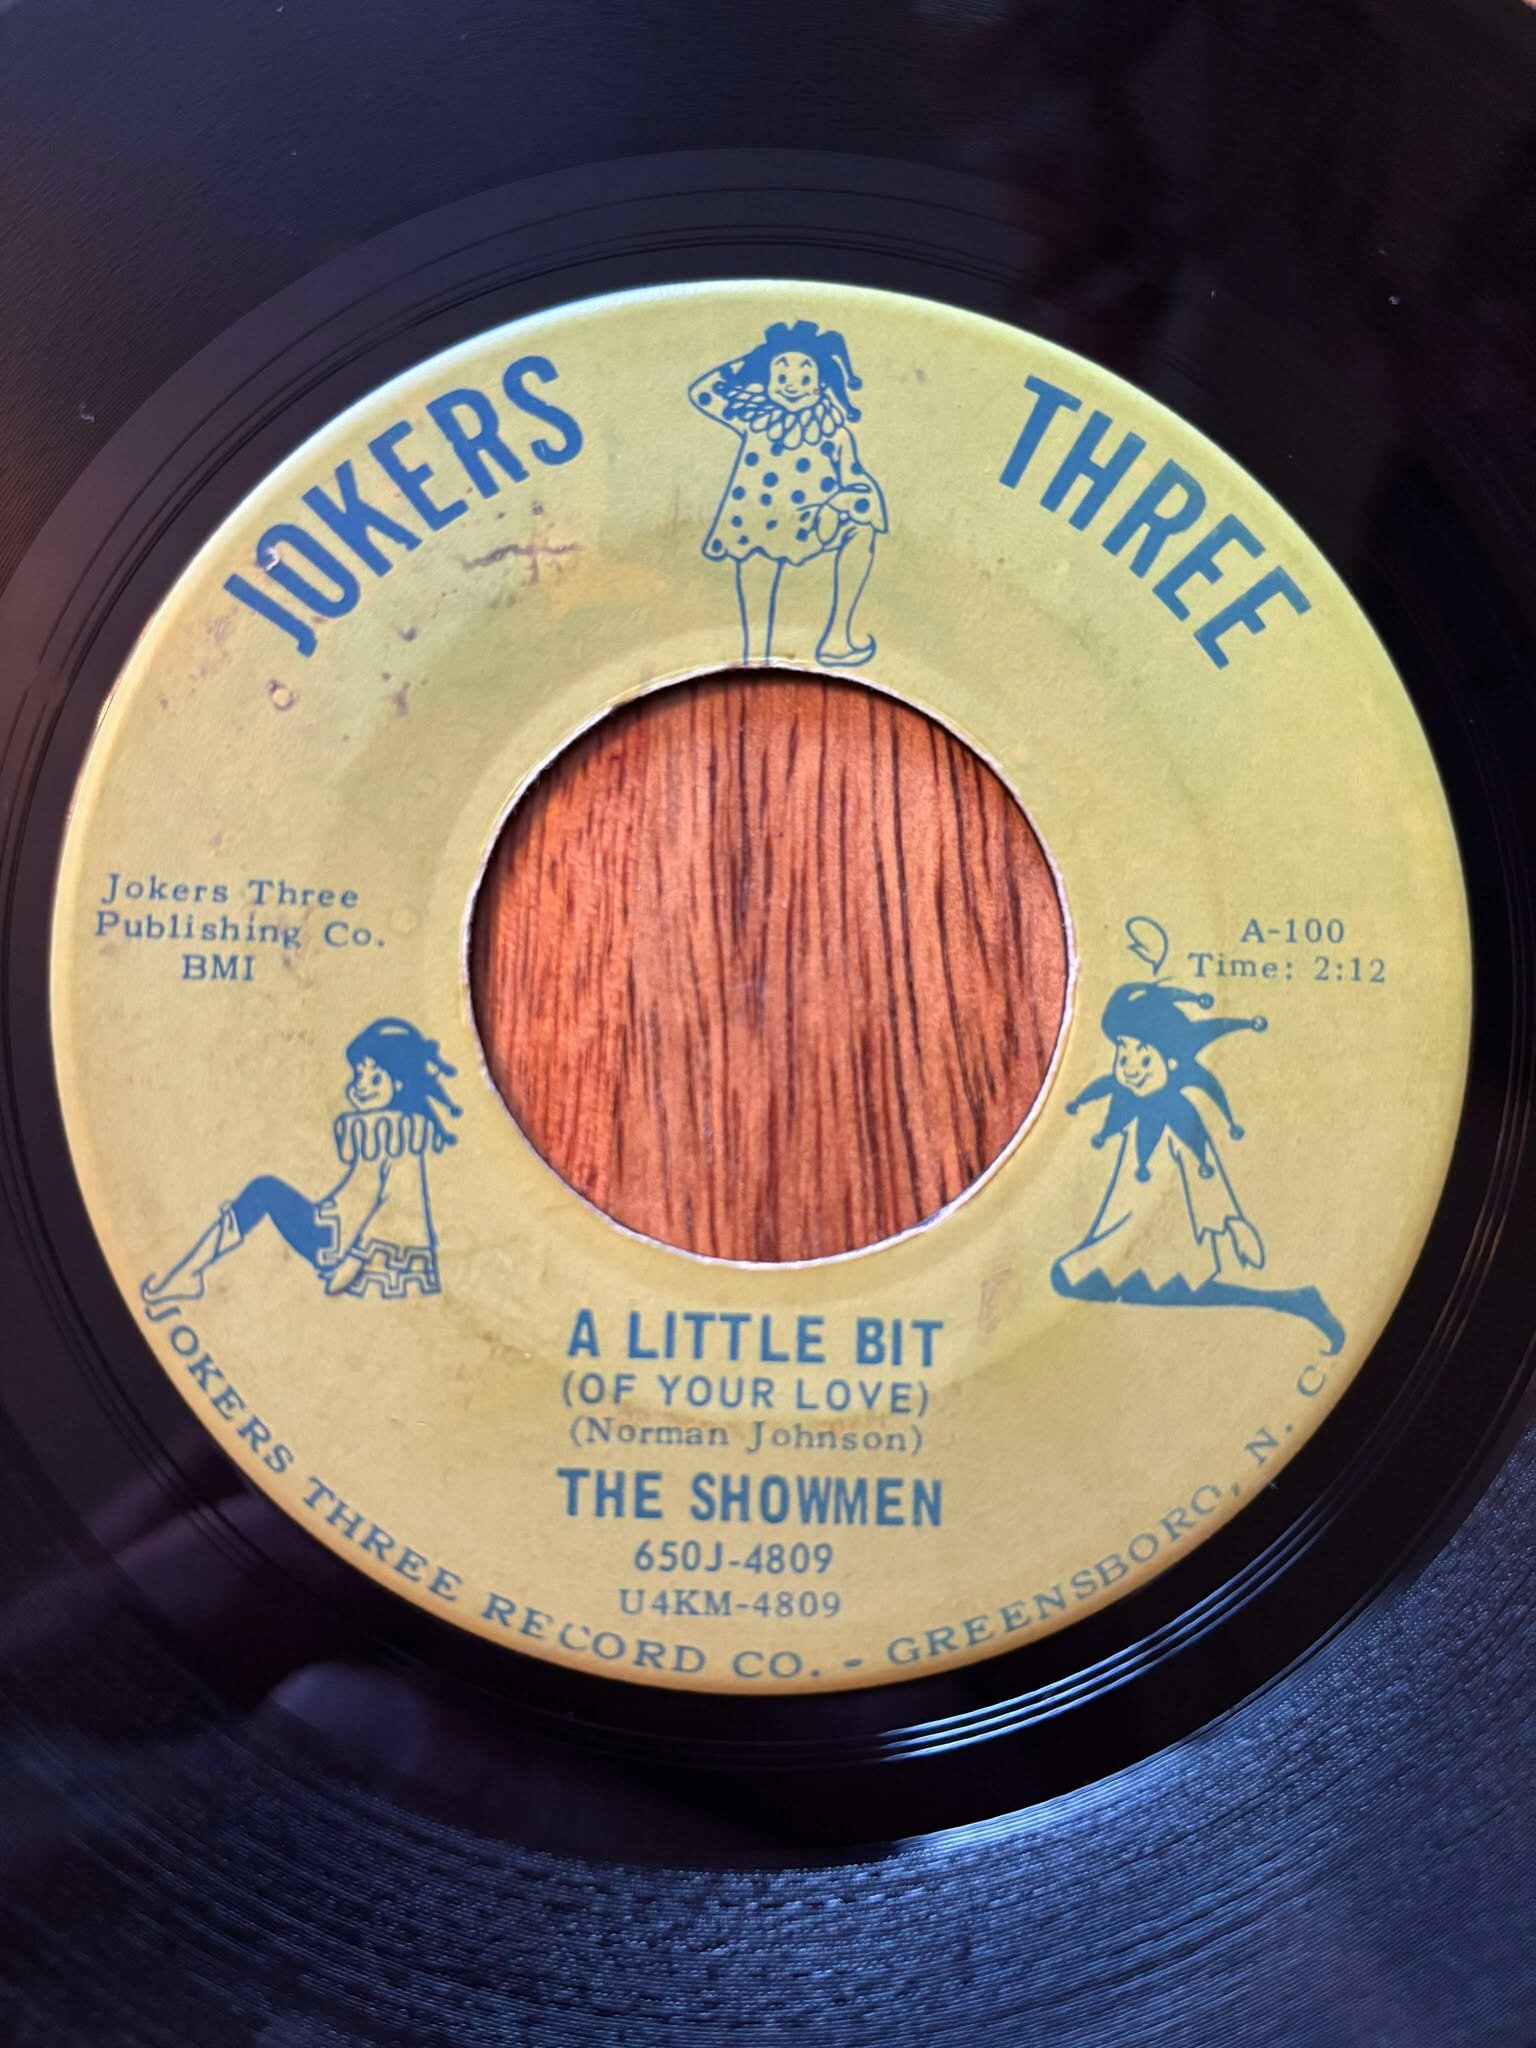 JOKERS THREE
Jokers Three
Publishing Co.
BMI
A-100
Time: 2:12
A LITTLE BIT
(OF YOUR LOVE)
(Norman Johnson)
THE SHOWMEN
650J-4809
U4KM-4809
JOKERS THREE RECORD CO. - GREENSBORO, N. C.